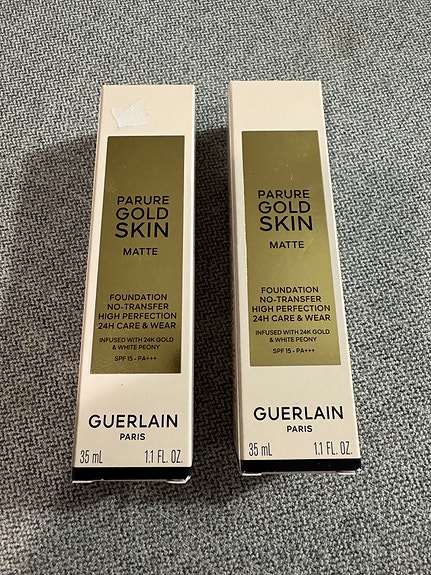 PARURE
GOLD
SKIN
MATTE
FOUNDATION
NO-TRANSFER
HIGH PERFECTION
24H CARE & WEAR
INFUSED WITH 24K GOLD
& WHITE PEONY
SPF 15 - PA+++
GUERLAIN
PARIS
35 mL 1.1 FL. OZ.
PARURE
GOLD
SKIN
MATTE
FOUNDATION
NO-TRANSFER
HIGH PERFECTION
24H CARE & WEAR
INFUSED WITH 24K GOLD
& WHITE PEONY
SPF 15 - PA+++
GUERLAIN
PARIS
35 mL 1.1 FL. OZ.